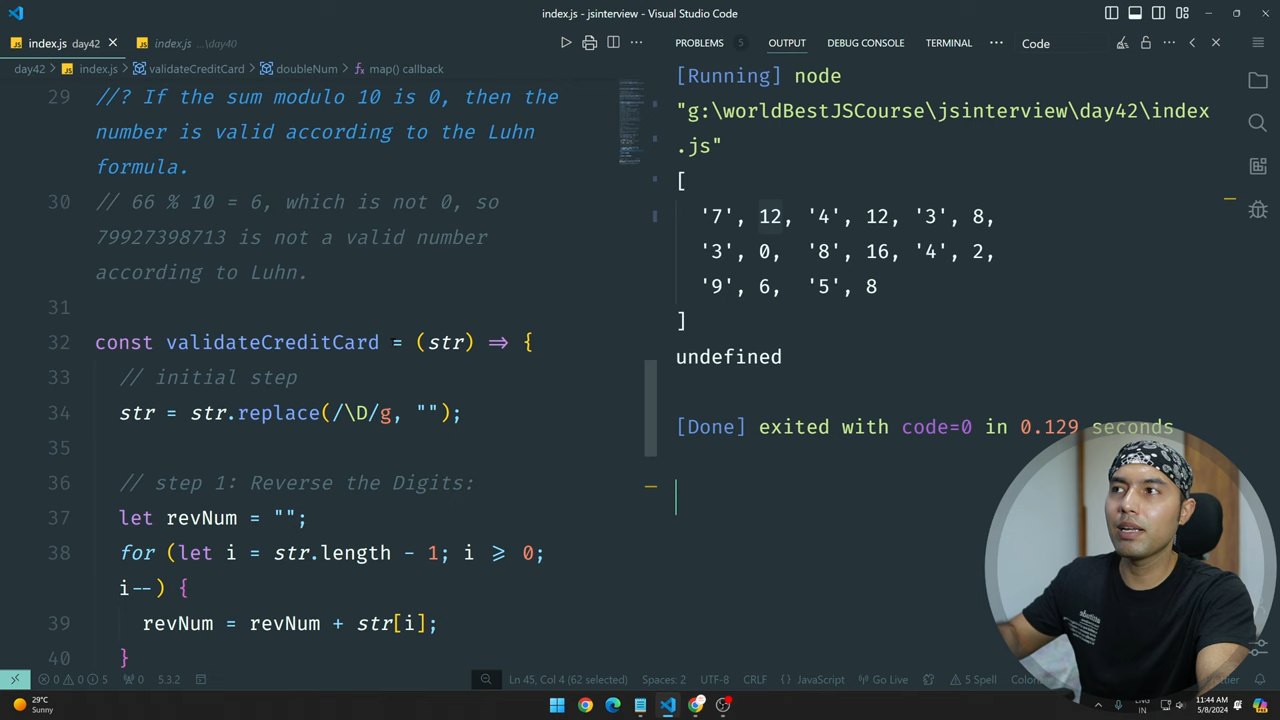 index.js - jsinterview - Visual Studio Code
index.js day42
index.js ...\day40
day42 > index.js > validateCreditCard > doubleNum > map() callback
29 //? If the sum modulo 10 is 0, then the
number is valid according to the Luhn
formula.
30 // 66 % 10 = 6, which is not 0, so
79927398713 is not a valid number
according to Luhn.
31
32 const validateCreditCard = (str) => {
33 // initial step
34 str = str.replace(/\D/g, "");
35
36 // step 1: Reverse the Digits:
37 let revNum = "";
38 for (let i = str.length - 1; i >= 0;
i--) {
39 revNum = revNum + str[i];
40 }
PROBLEMS 5 OUTPUT DEBUG CONSOLE TERMINAL ... Code
[Running] node
"g:\worldBestJSCourse\jsinterview\day42\index
.js"
[
'7', 12, '4', 12, '3', 8,
'3', 0, '8', 16, '4', 2,
'9', 6, '5', 8
]
undefined
[Done] exited with code=0 in 0.129 seconds
0 0 5 0 5.3.2 Ln 45, Col 4 (62 selected) Spaces: 2 UTF-8 CRLF JavaScript Go Live 5 Spell
29°C
Sunny
IN
11:44 AM
5/8/2024